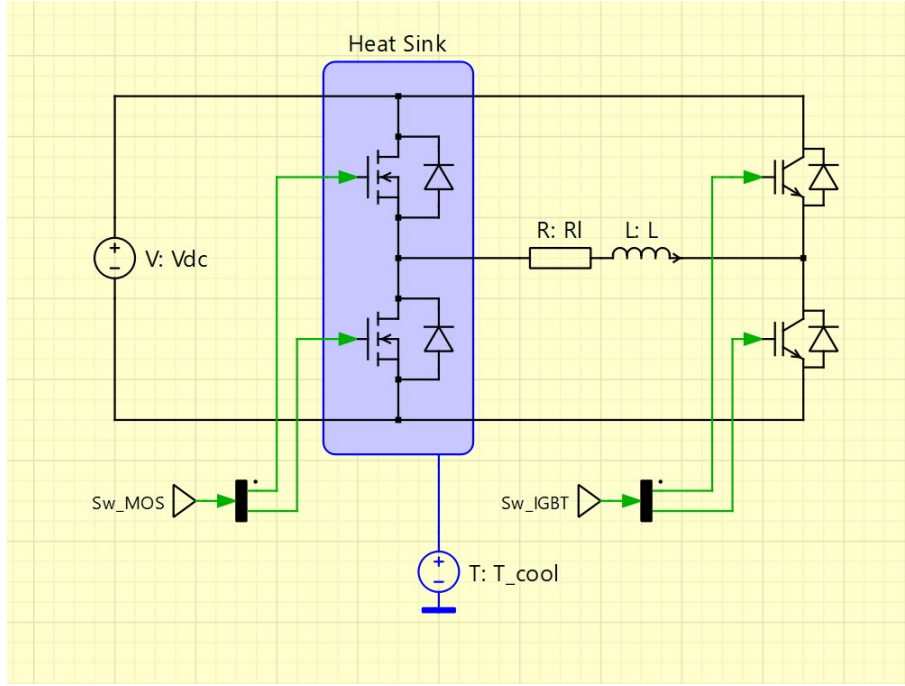 Heat Sink
V: Vdc
R: Rl
L: L
Sw_MOS
Sw_IGBT
T: T_cool